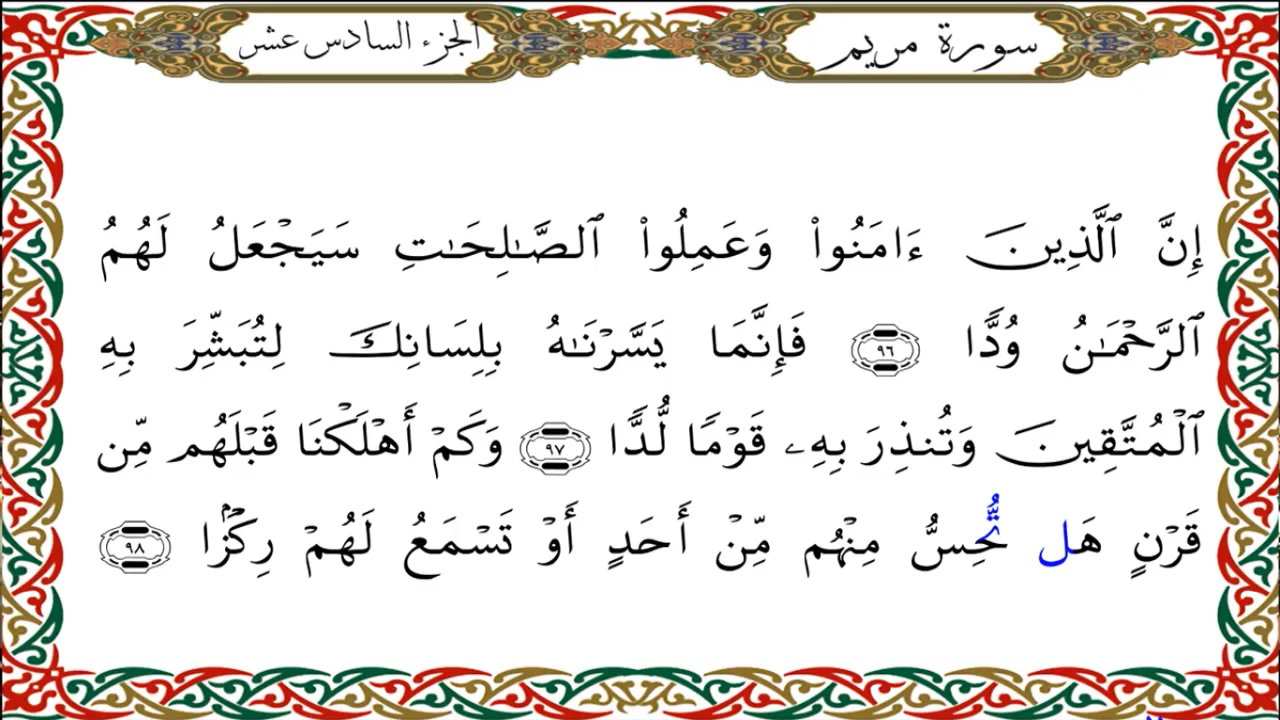 سورة مريم
الجزء السادس عشر
إِنَّ ٱلَّذِينَ ءَامَنُوا۟ وَعَمِلُوا۟ ٱلصَّـٰلِحَـٰتِ سَيَجْعَلُ لَهُمُ
ٱلرَّحْمَـٰنُ وُدًّا ٩٦ فَإِنَّمَا يَسَّرْنَـٰهُ بِلِسَانِكَ لِتُبَشِّرَ بِهِ
ٱلْمُتَّقِينَ وَتُنذِرَ بِهِۦ قَوْمًا لُّدًّا ٩٧ وَكَمْ أَهْلَكْنَا قَبْلَهُم مِّن
قَرْنٍ هَل تُّحِسُّ مِنْهُم مِّنْ أَحَدٍ أَوْ تَسْمَعُ لَهُمْ رِكْزًۢا ٩٨